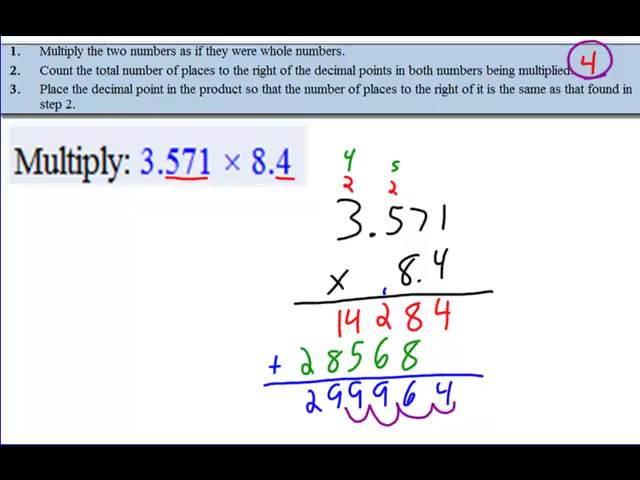 1. Multiply the two numbers as if they were whole numbers.
2. Count the total number of places to the right of the decimal points in both numbers being multiplied. 4
3. Place the decimal point in the product so that the number of places to the right of it is the same as that found in
step 2.
Multiply: 3.571 × 8.4
4 5
2 2
3.571
x 8.4
14284
+ 28568
299964